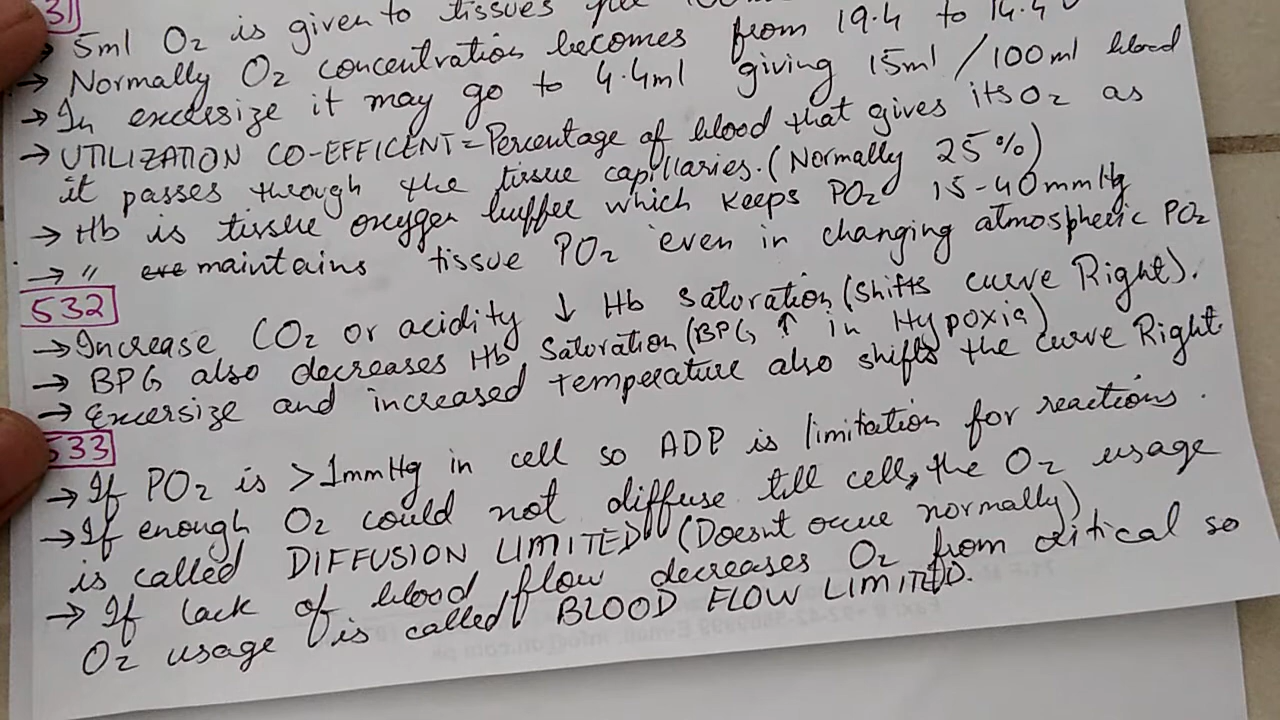 31
→ 5ml O2 is given to tissues
→ Normally O2 concentration becomes from 19.4 to 14.4
→ In excersize it may go to 4.4ml giving 15ml / 100ml blood
→ UTILIZATION CO-EFFICENT = Percentage of blood that gives its O2 as
it passes through the tissue capillaries. (Normally 25%)
→ Hb is tissue oxygen buffer which keeps PO2 15-40mmHg
→ " maintains tissue PO2 even in changing atmospheric PO2
532
→ Increase CO2 or acidity ↓ Hb Saturation (Shifts curve Right).
→ BPG also decreases Hb Saturation (BPG ↑ in Hypoxia)
→ Excersize and increased temperature also shifts the curve Right
533
→ If PO2 is >1mmHg in cell so ADP is limitation for reactions.
→ If enough O2 could not diffuse till cell, the O2 usage
is called DIFFUSION LIMITED" (Doesnt occur normally)
→ If lack of blood flow decreases O2 from critical so
O2 usage is called BLOOD FLOW LIMITED.